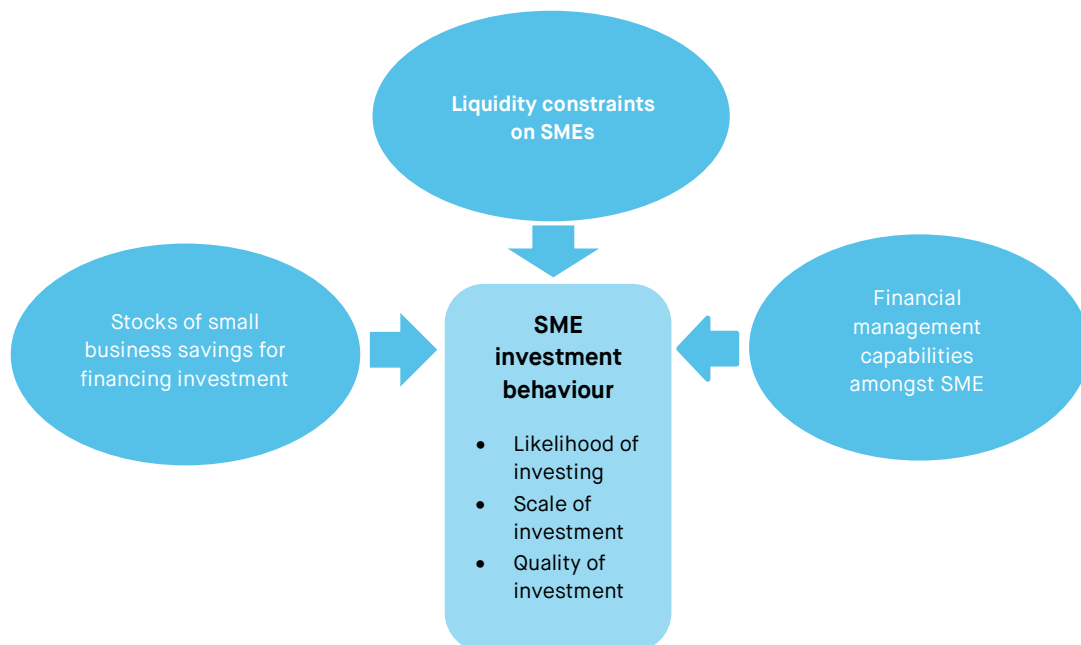 Liquidity constraints
on SMEs
Stocks of small
business savings for
financing investment
SME
investment
behaviour
• Likelihood of
investing
• Scale of
investment
• Quality of
investment
Financial
management
capabilities
amongst SME